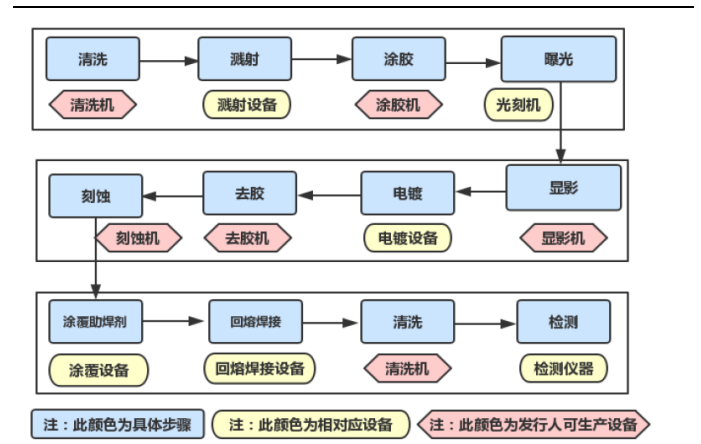 清洗 溅射 涂胶 曝光
清洗机 溅射设备 涂胶机 光刻机
刻蚀 去胶 电镀 显影
刻蚀机 去胶机 电镀设备 显影机
涂覆助焊剂 回熔焊接 清洗 检测
涂覆设备 回熔焊接设备 清洗机 检测仪器
注：此颜色为具体步骤 注：此颜色为相对应设备 注：此颜色为发行人可生产设备